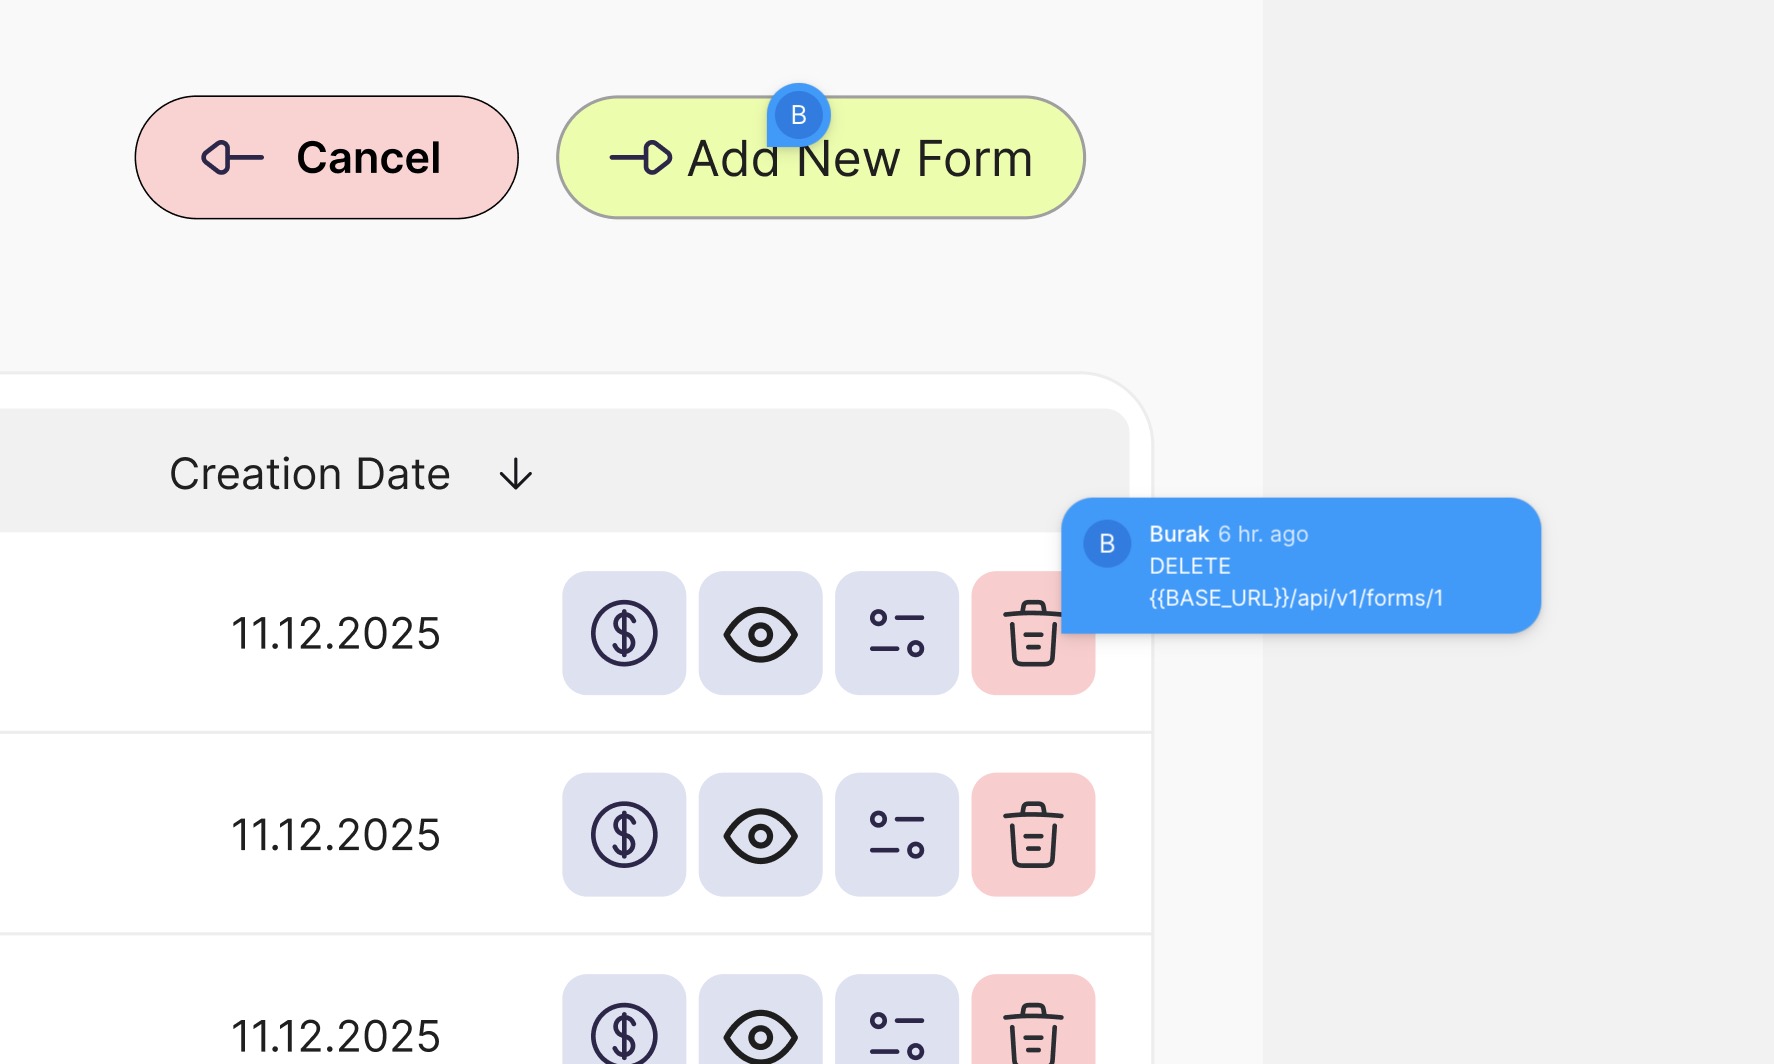 B
Cancel
Add New Form
Creation Date
B
Burak 6 hr. ago
DELETE
{{BASE_URL}}/api/v1/forms/1
11.12.2025
11.12.2025
11.12.2025